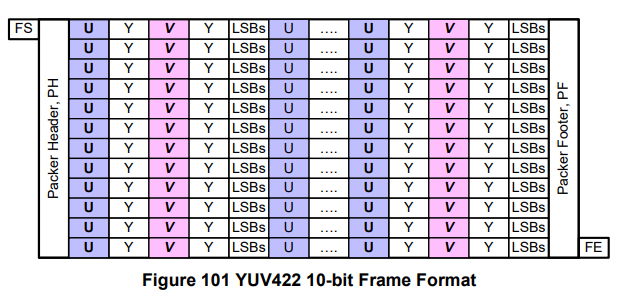 FS U Y V Y LSBs U …. U Y V Y LSBs
U Y V Y LSBs U …. U Y V Y LSBs
U Y V Y LSBs U …. U Y V Y LSBs
U Y V Y LSBs U …. U Y V Y LSBs
U Y V Y LSBs U …. U Y V Y LSBs
U Y V Y LSBs U …. U Y V Y LSBs
U Y V Y LSBs U …. U Y V Y LSBs
U Y V Y LSBs U …. U Y V Y LSBs
U Y V Y LSBs U …. U Y V Y LSBs
U Y V Y LSBs U …. U Y V Y LSBs
U Y V Y LSBs U …. U Y V Y LSBs
U Y V Y LSBs U …. U Y V Y LSBs FE
Packer Header, PH
Packer Footer, PF
Figure 101 YUV422 10-bit Frame Format